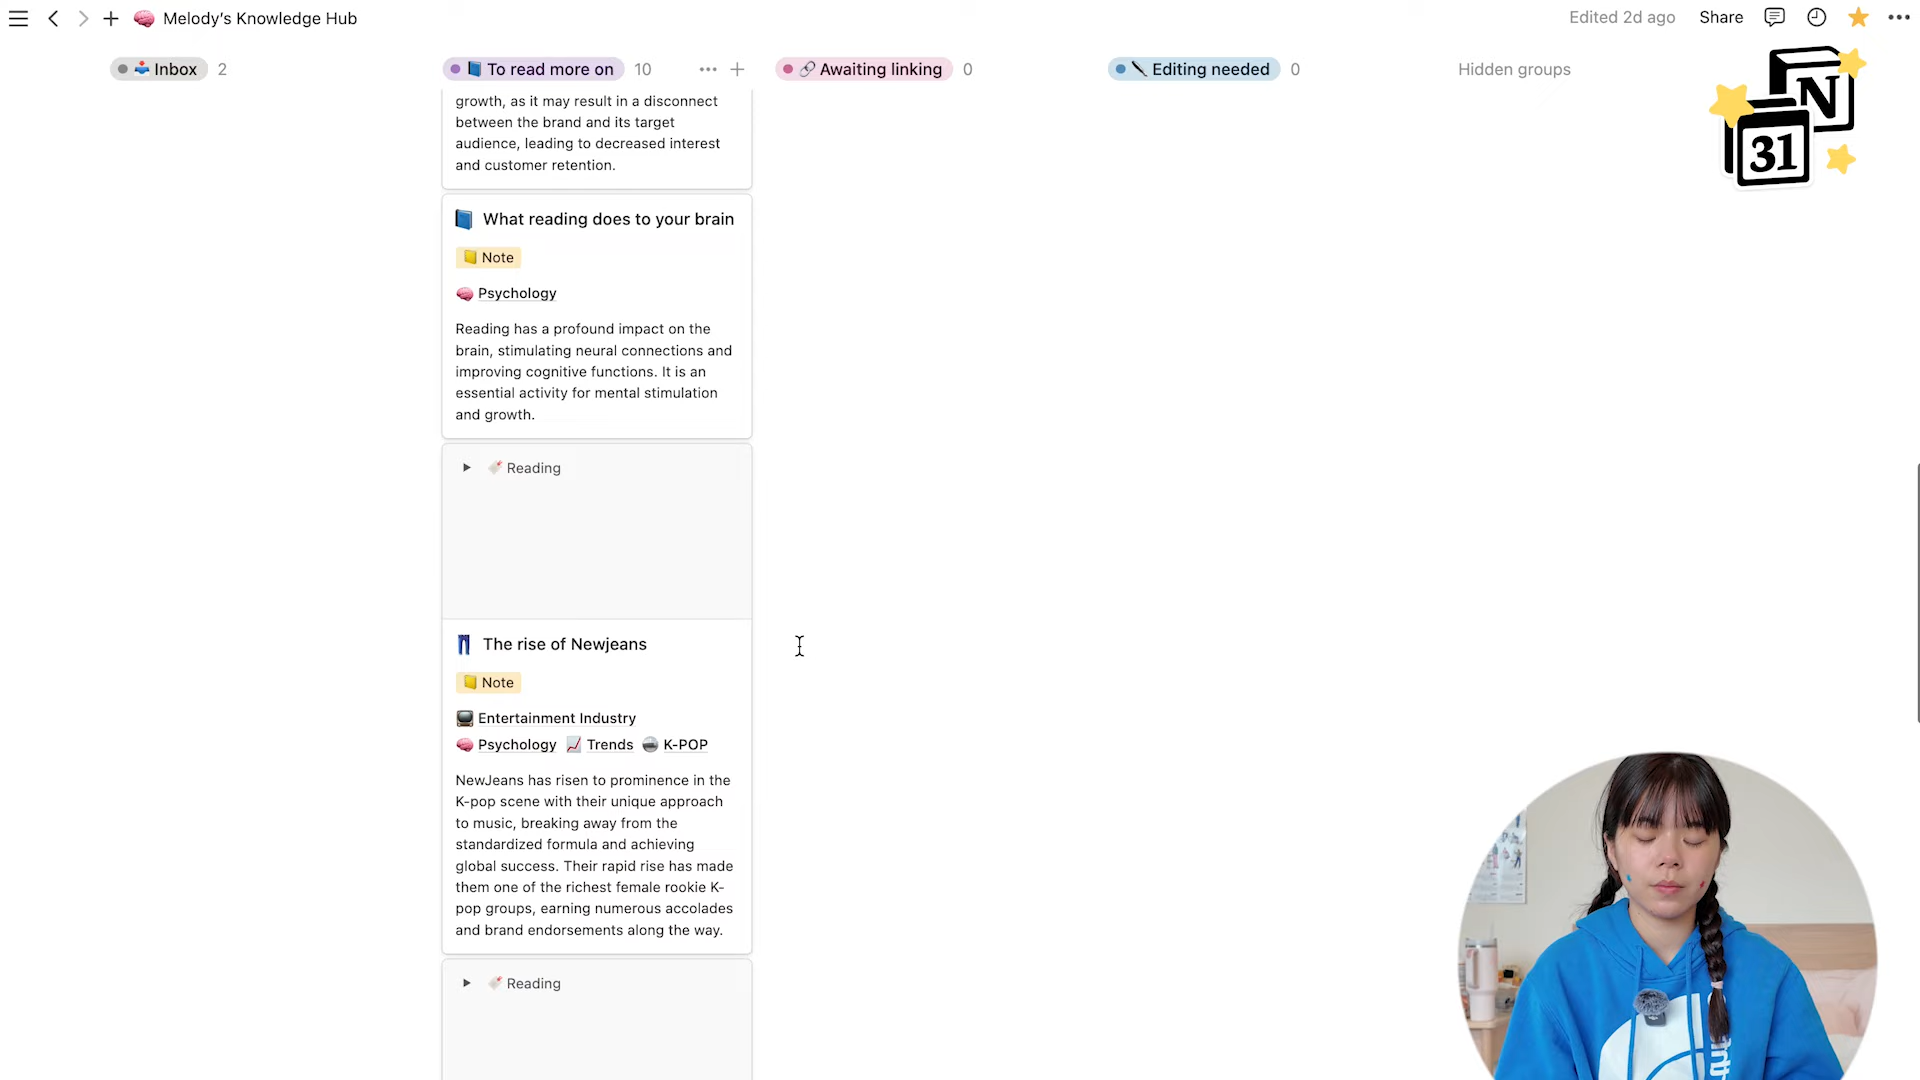 Melody's Knowledge Hub
Edited 2d ago
Share
Inbox 2
To read more on 10
Awaiting linking 0
Editing needed 0
Hidden groups
N
31
growth, as it may result in a disconnect
between the brand and its target
audience, leading to decreased interest
and customer retention.
What reading does to your brain
Note
Psychology
Reading has a profound impact on the
brain, stimulating neural connections and
improving cognitive functions. It is an
essential activity for mental stimulation
and growth.
Reading
The rise of Newjeans
Note
Entertainment Industry
Psychology Trends K-POP
NewJeans has risen to prominence in the
K-pop scene with their unique approach
to music, breaking away from the
standardized formula and achieving
global success. Their rapid rise has made
them one of the richest female rookie K-
pop groups, earning numerous accolades
and brand endorsements along the way.
Reading